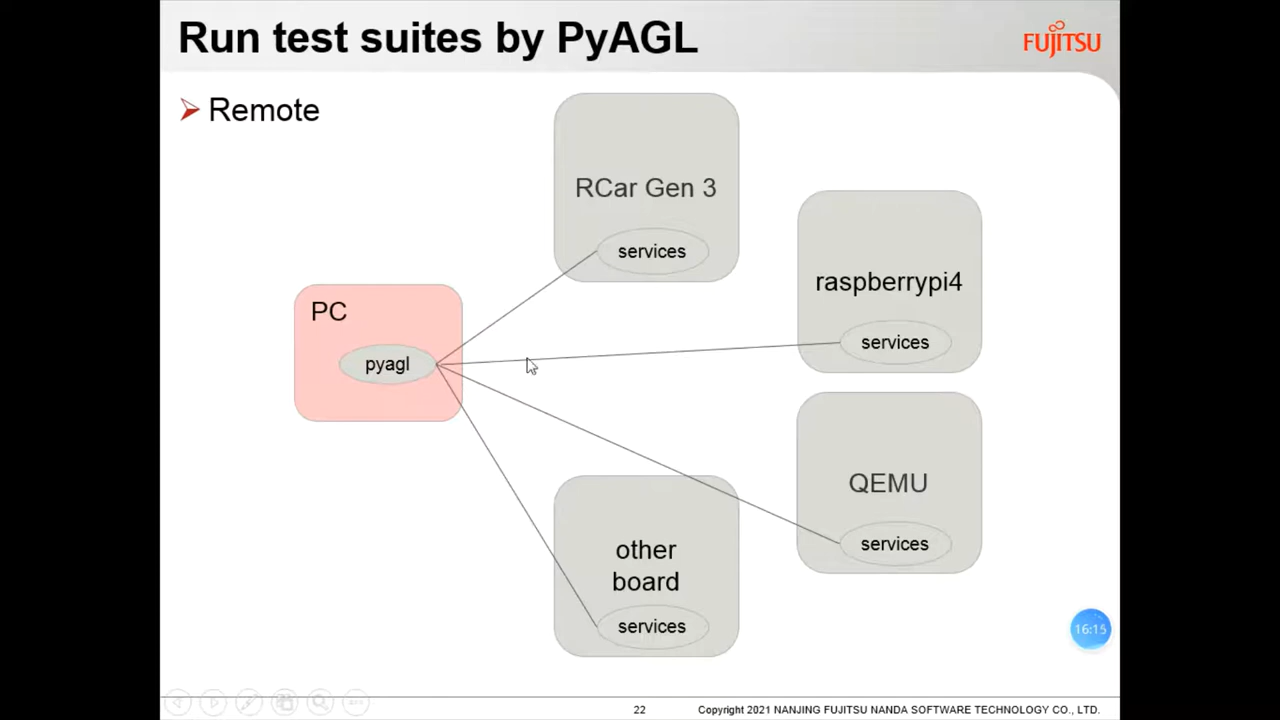 Run test suites by PyAGL
FUJITSU
Remote
RCar Gen 3
services
raspberrypi4
services
PC
pyagl
QEMU
services
other
board
services
16:15
22
Copyright 2021 NANJING FUJITSU NANDA SOFTWARE TECHNOLOGY CO., LTD.